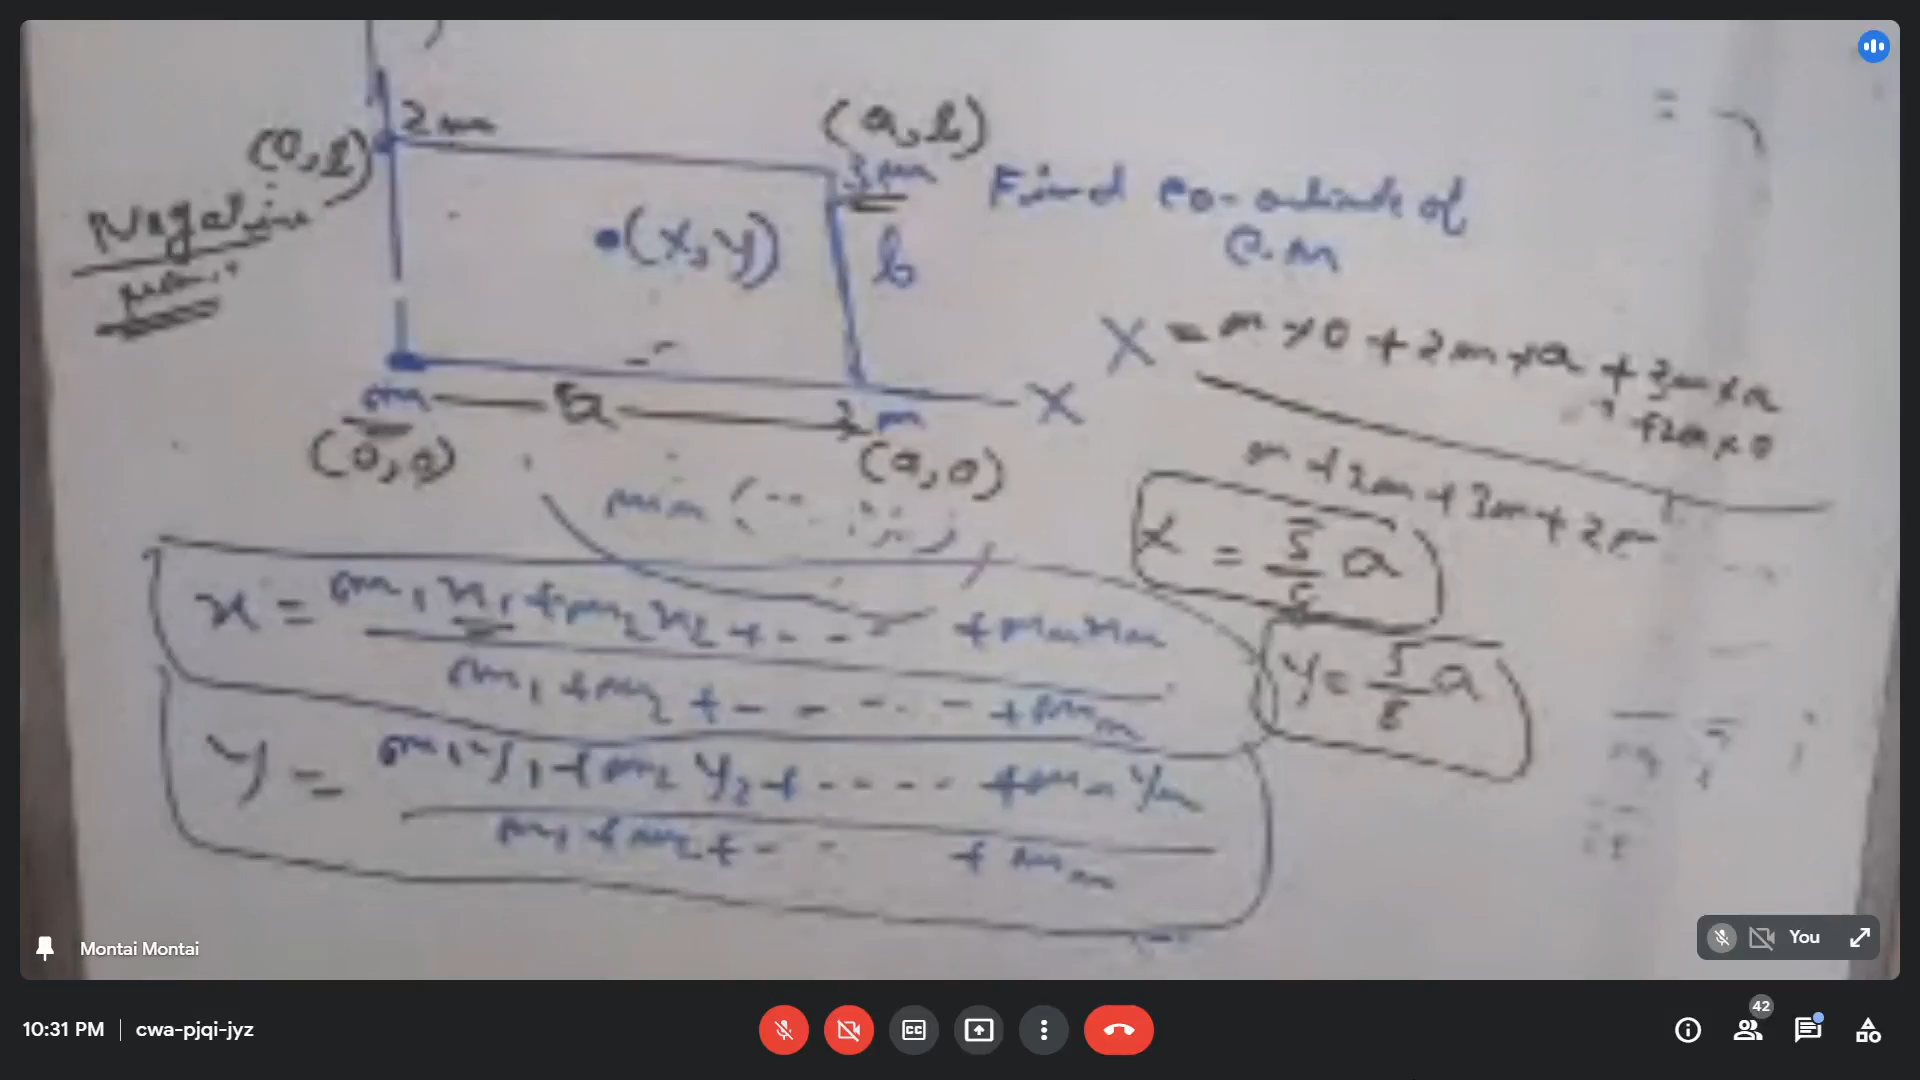 2m
(a,b)
(0,b)
3m
Find co-ordinate of
C.m
Negative
(x,y)
b
X = m×0 + 2m×a + 3m×a
+2m×0
m + 2m + 3m + 2m
m
a
m
X
(0,0)
(a,0)
x = 5/8 a
y = 5/8 a
x = m₁x₁ + m₂x₂ + - - - + mₙxₙ
m₁ + m₂ + - - - - - + mₙ
y = m₁y₁ + m₂y₂ + - - - - + mₙyₙ
m₁ + m₂ + - - + mₙ
Montai Montai
You
10:31 PM | cwa-pjqi-jyz
CC
42